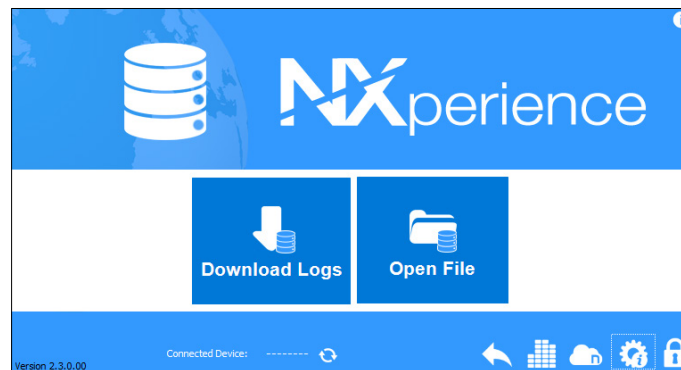 NXperience
Download Logs
Open File
Connected Device: --------
Version 2.3.0.00